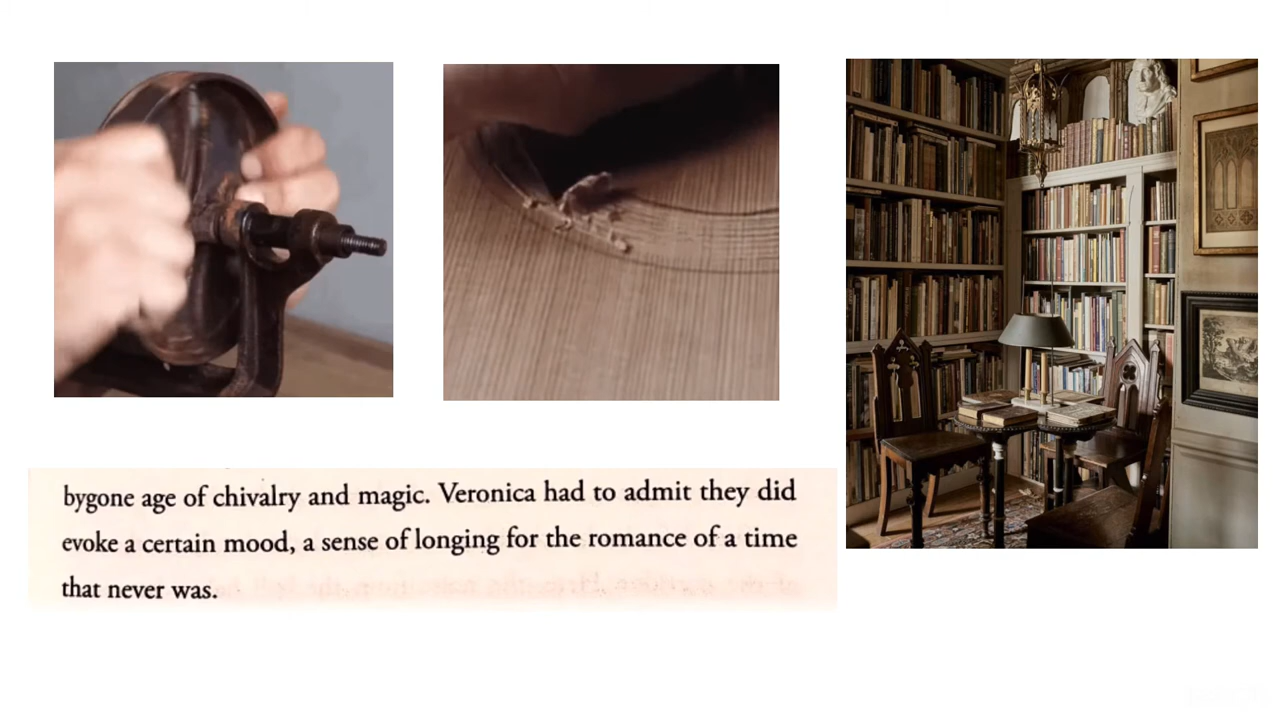 bygone age of chivalry and magic. Veronica had to admit they did
evoke a certain mood, a sense of longing for the romance of a time
that never was.